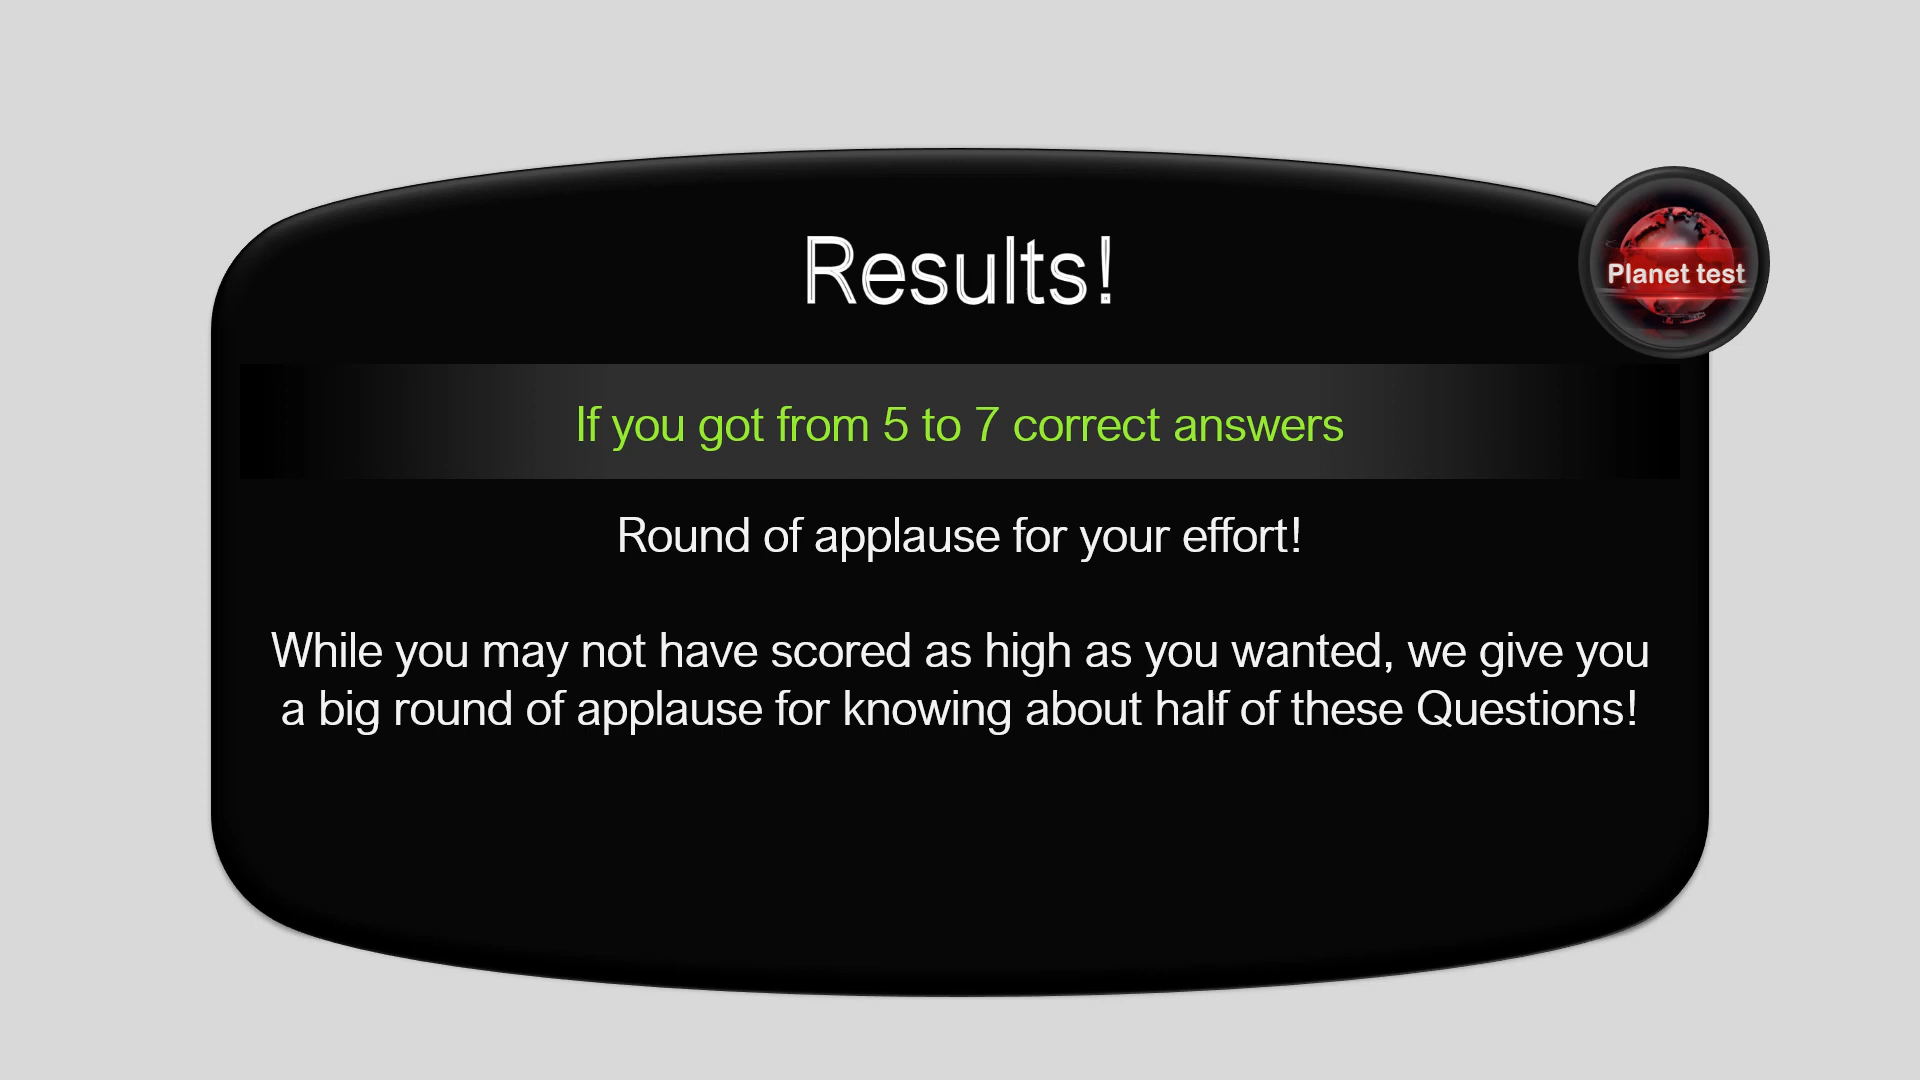 Results!
Planet test
If you got from 5 to 7 correct answers
Round of applause for your effort!
While you may not have scored as high as you wanted, we give you
a big round of applause for knowing about half of these Questions!